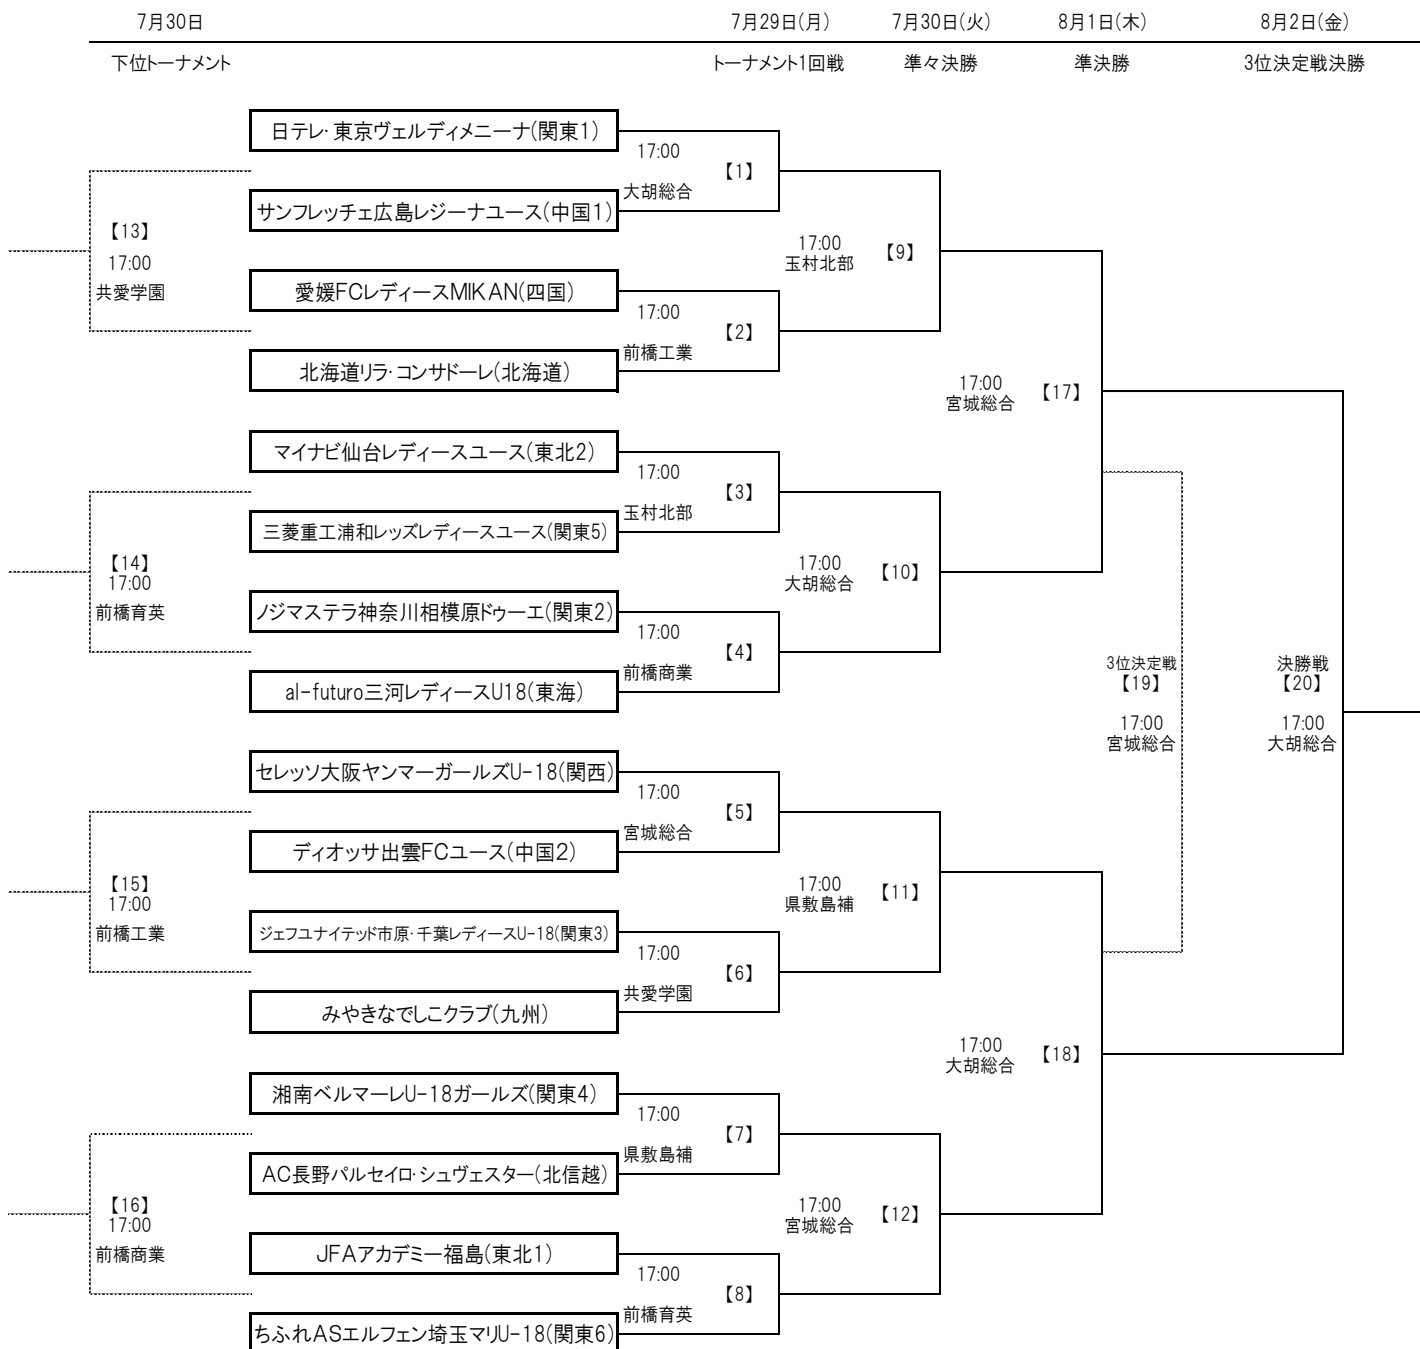 7月30日 7月29日(月) 7月30日(火) 8月1日(木) 8月2日(金)
下位トーナメント トーナメント1回戦 準々決勝 準決勝 3位決定戦決勝
日テレ･東京ヴェルディメニーナ(関東1)
17:00
【1】
大胡総合
サンフレッチェ広島レジーナユース(中国1)
【13】
17:00
共愛学園
17:00
玉村北部
【9】
愛媛FCレディースMIKAN(四国)
17:00
【2】
前橋工業
北海道リラ･コンサドーレ(北海道)
17:00
宮城総合
【17】
マイナビ仙台レディースユース(東北2)
17:00
【3】
玉村北部
三菱重工浦和レッズレディースユース(関東5)
【14】
17:00
前橋育英
17:00
大胡総合
【10】
ノジマステラ神奈川相模原ドゥーエ(関東2)
17:00
【4】
前橋商業
al-futuro三河レディースU18(東海)
3位決定戦
【19】
17:00
宮城総合
決勝戦
【20】
17:00
大胡総合
セレッソ大阪ヤンマーガールズU-18(関西)
17:00
【5】
宮城総合
ディオッサ出雲FCユース(中国2)
【15】
17:00
前橋工業
17:00
県敷島補
【11】
ジェフユナイテッド市原･千葉レディースU-18(関東3)
17:00
【6】
共愛学園
みやきなでしこクラブ(九州)
17:00
大胡総合
【18】
湘南ベルマーレU-18ガールズ(関東4)
17:00
【7】
県敷島補
AC長野パルセイロ･シュヴェスター(北信越)
【16】
17:00
前橋商業
17:00
宮城総合
【12】
JFAアカデミー福島(東北1)
17:00
【8】
前橋育英
ちふれASエルフェン埼玉マリU-18(関東6)